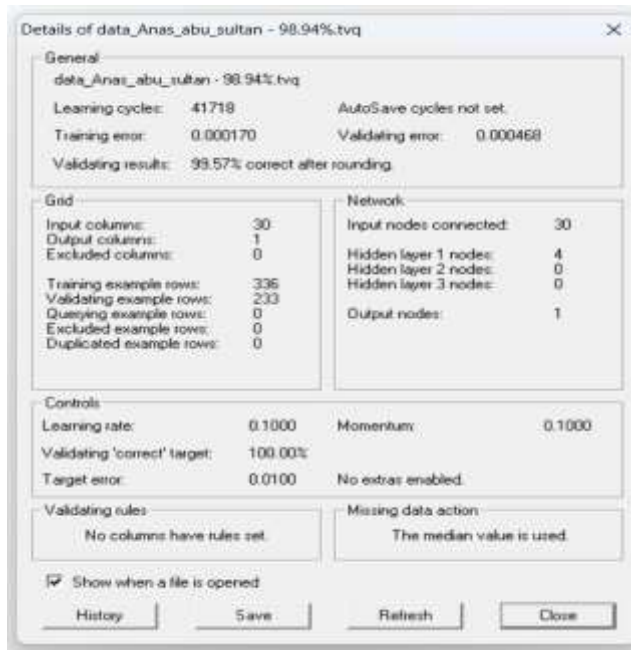 Details of data_Anas_abu_sultan - 98.94%.tvq
General
data_Anas_abu_sultan - 98.94%.tvq
Learning cycles: 41718 AutoSave cycles not set.
Training error: 0.000170 Validating error: 0.000468
Validating results: 99.57% correct after rounding.
Grid
Input columns: 30
Output columns: 1
Excluded columns: 0
Training example rows: 336
Validating example rows: 233
Querying example rows: 0
Excluded example rows: 0
Duplicated example rows: 0
Network
Input nodes connected: 30
Hidden layer 1 nodes: 4
Hidden layer 2 nodes: 0
Hidden layer 3 nodes: 0
Output nodes: 1
Controls
Learning rate: 0.1000 Momentum: 0.1000
Validating 'correct' target: 100.00%
Target error: 0.0100 No extras enabled.
Validating rules
No columns have rules set.
Missing data action
The median value is used.
Show when a file is opened
History Save Refresh Close